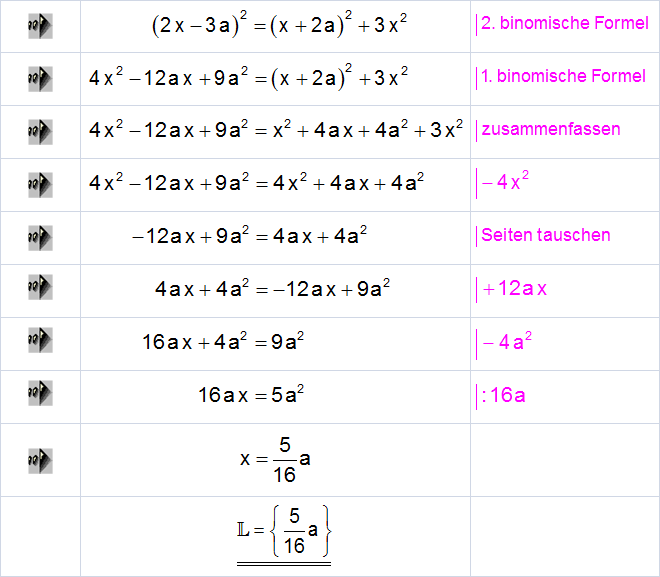 (2x − 3a)² = (x + 2a)² + 3x² | 2. binomische Formel
4x² − 12ax + 9a² = (x + 2a)² + 3x² | 1. binomische Formel
4x² − 12ax + 9a² = x² + 4ax + 4a² + 3x² | zusammenfassen
4x² − 12ax + 9a² = 4x² + 4ax + 4a² | − 4x²
−12ax + 9a² = 4ax + 4a² | Seiten tauschen
4ax + 4a² = −12ax + 9a² | + 12ax
16ax + 4a² = 9a² | − 4a²
16ax = 5a² | : 16a
x = 5/16 a
𝕃 = { 5/16 a }